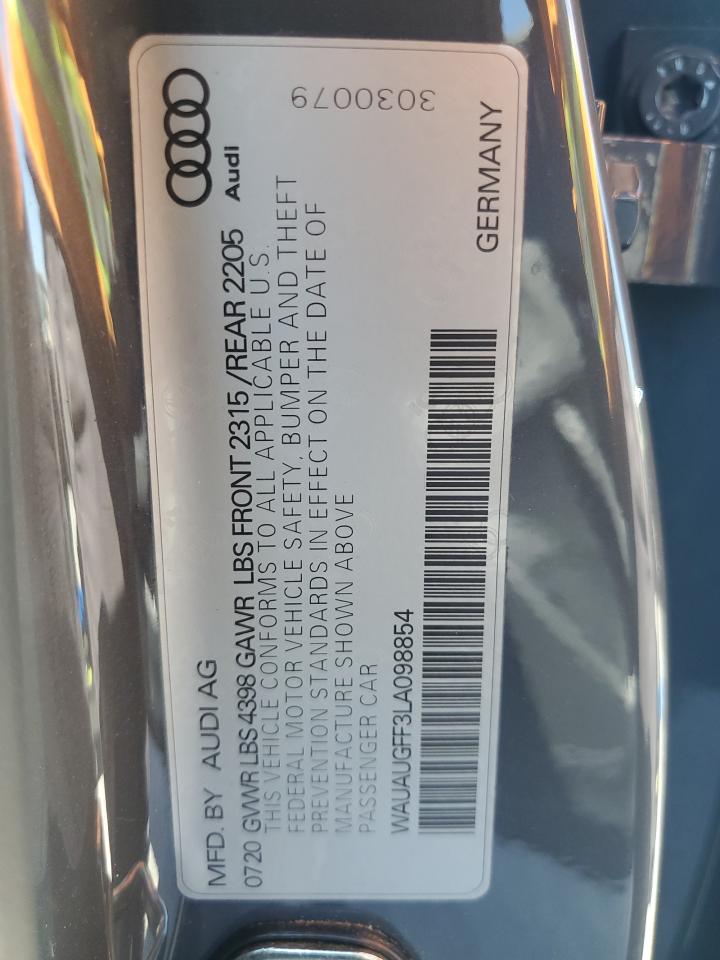 MFD. BY AUDI AG
0720 GVWR LBS 4398 GAWR LBS FRONT 2315 /REAR 2205
Audi
THIS VEHICLE CONFORMS TO ALL APPLICABLE U.S.
FEDERAL MOTOR VEHICLE SAFETY, BUMPER AND THEFT
PREVENTION STANDARDS IN EFFECT ON THE DATE OF
MANUFACTURE SHOWN ABOVE
PASSENGER CAR
3030079
WAUAUGFF3LA098854
GERMANY